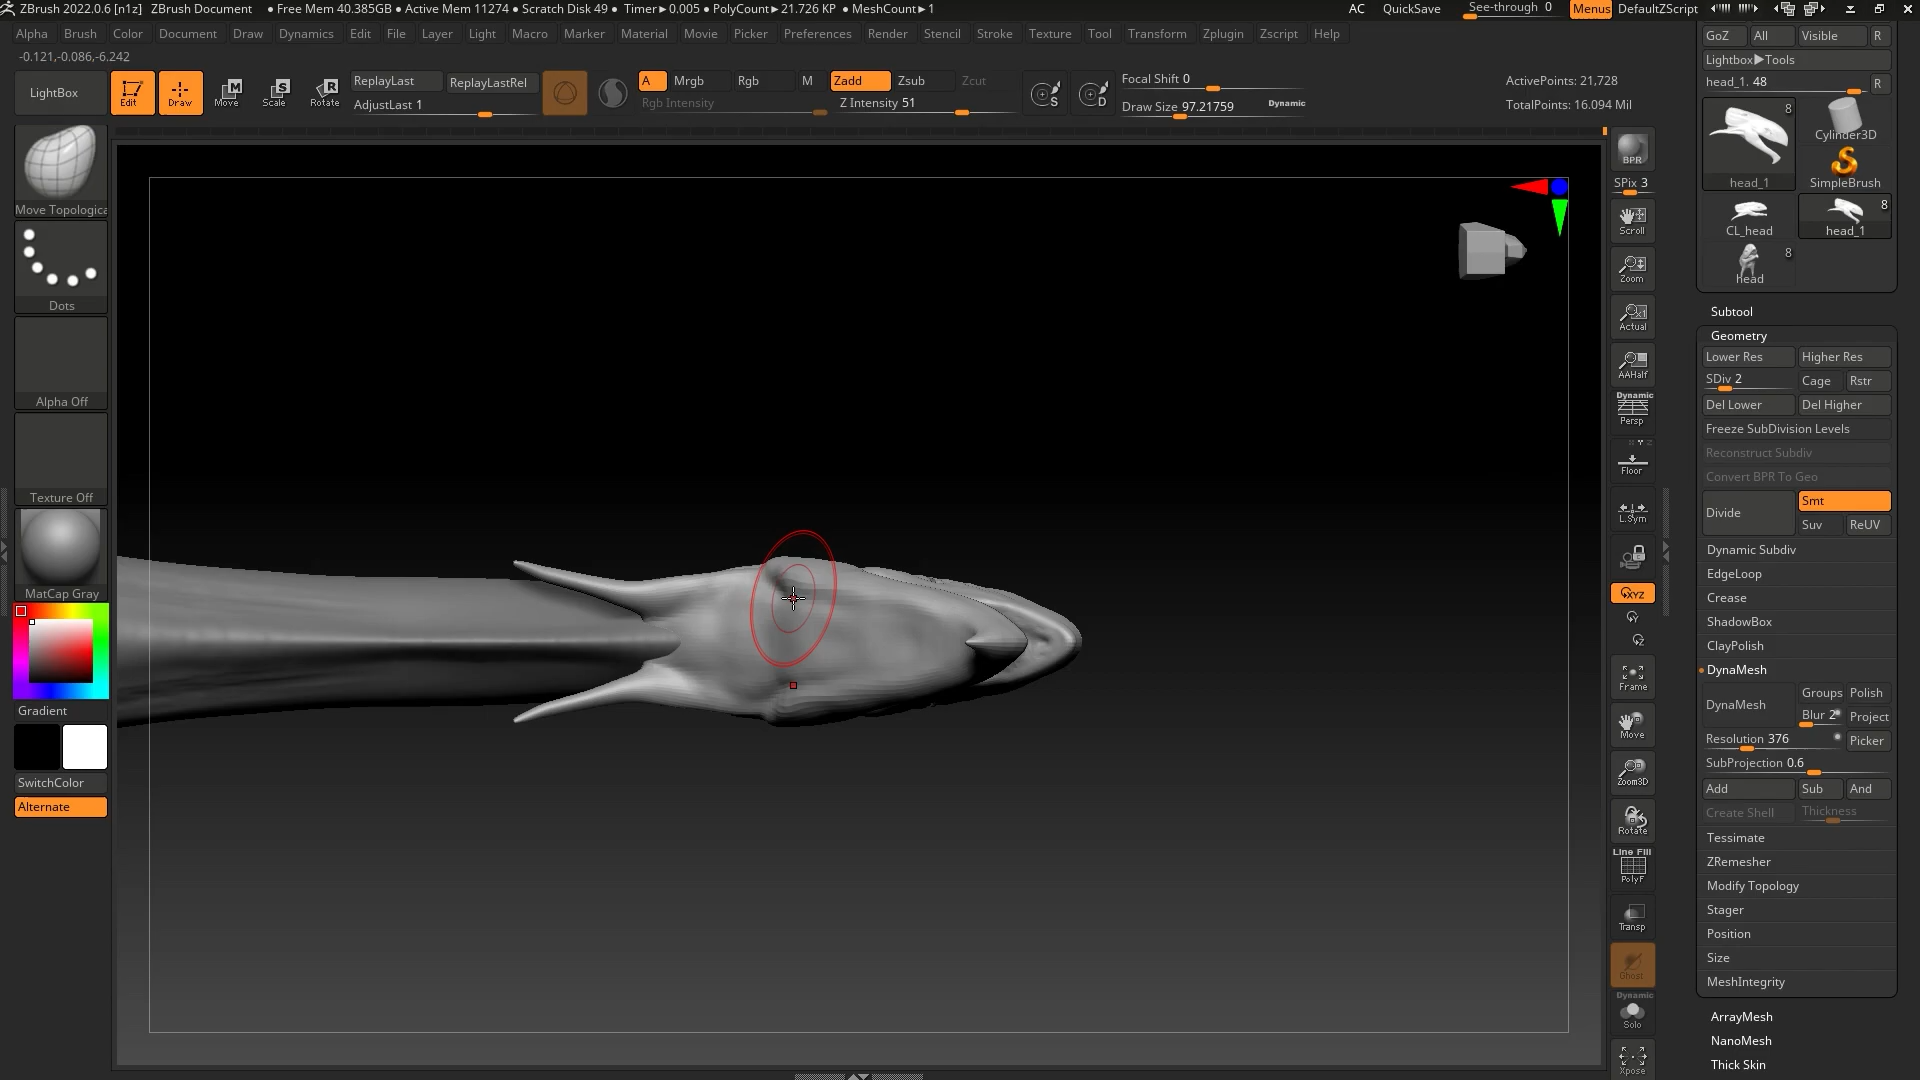 ZBrush 2022.0.6 [n1z] ZBrush Document • Free Mem 40.385GB • Active Mem 11274 • Scratch Disk 49 • Timer▸0.005 • PolyCount▸21.726 KP • MeshCount▸1 AC QuickSave See-through 0 Menus DefaultZScript
Alpha Brush Color Document Draw Dynamics Edit File Layer Light Macro Marker Material Movie Picker Preferences Render Stencil Stroke Texture Tool Transform Zplugin Zscript Help
-0.121,-0.086,-6.242
LightBox
Edit
Draw
Move
Scale
Rotate
ReplayLast
ReplayLastRel
AdjustLast 1
A
Mrgb
Rgb
M
Zadd
Zsub
Zcut
Rgb Intensity
Z Intensity 51
S
D
Focal Shift 0
Draw Size 97.21759
Dynamic
ActivePoints: 21,728
TotalPoints: 16.094 Mil
Move Topologica
Dots
Alpha Off
Texture Off
MatCap Gray
Gradient
SwitchColor
Alternate
BPR
SPix 3
Scroll
Zoom
Actual
AAHalf
Dynamic
Persp
Floor
L.Sym
XYZ
Frame
Move
Zoom3D
Rotate
Line Fill
PolyF
Transp
Ghost
Dynamic
Solo
Xpose
GoZ All Visible R
Lightbox▸Tools
head_1. 48 R
8
head_1
Cylinder3D
SimpleBrush
CL_head
8
head_1
8
head
Subtool
Geometry
Lower Res Higher Res
SDiv 2 Cage Rstr
Del Lower Del Higher
Freeze SubDivision Levels
Reconstruct Subdiv
Convert BPR To Geo
Divide Smt
Suv ReUV
Dynamic Subdiv
EdgeLoop
Crease
ShadowBox
ClayPolish
DynaMesh
DynaMesh Groups Polish
Blur 2 Project
Resolution 376 Picker
SubProjection 0.6
Add Sub And
Create Shell Thickness
Tessimate
ZRemesher
Modify Topology
Stager
Position
Size
MeshIntegrity
ArrayMesh
NanoMesh
Thick Skin